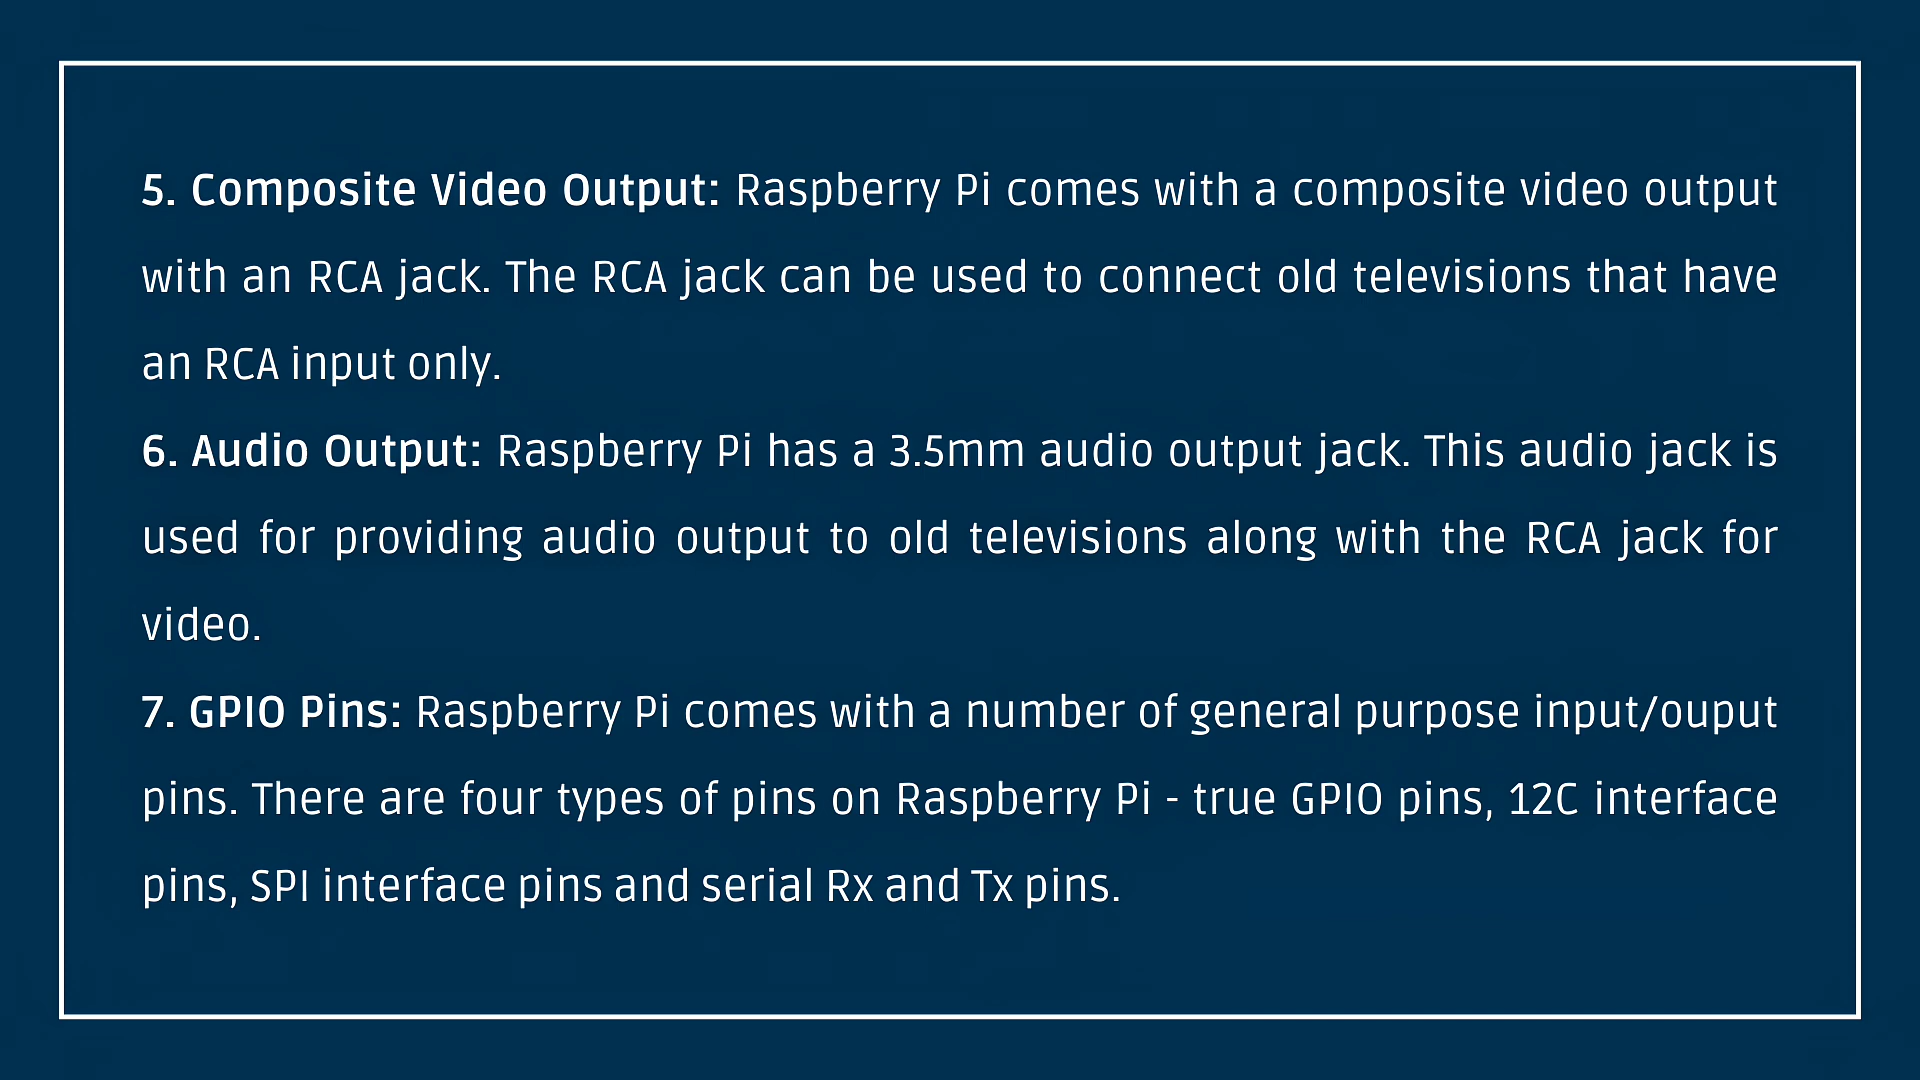 5. Composite Video Output: Raspberry Pi comes with a composite video output
with an RCA jack. The RCA jack can be used to connect old televisions that have
an RCA input only.
6. Audio Output: Raspberry Pi has a 3.5mm audio output jack. This audio jack is
used for providing audio output to old televisions along with the RCA jack for
video.
7. GPIO Pins: Raspberry Pi comes with a number of general purpose input/ouput
pins. There are four types of pins on Raspberry Pi - true GPIO pins, 12C interface
pins, SPI interface pins and serial Rx and Tx pins.